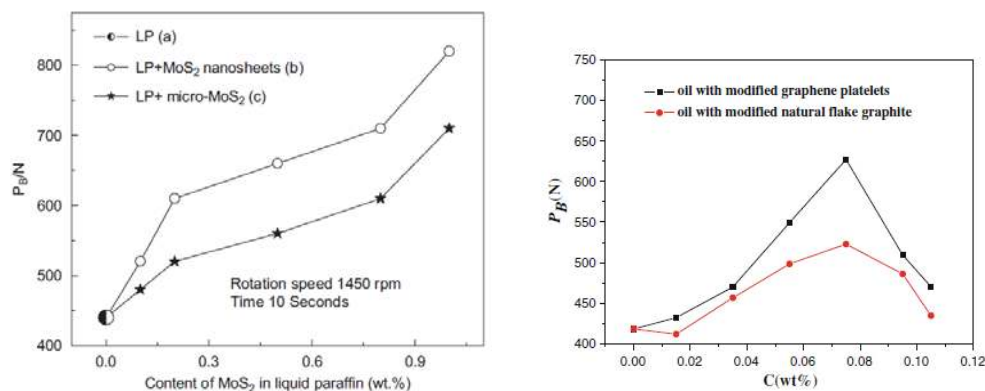 800
700
600
500
400
P_B/N
LP (a)
LP+MoS₂ nanosheets (b)
LP+ micro-MoS₂ (c)
Rotation speed 1450 rpm
Time 10 Seconds
0.0 0.3 0.6 0.9
Content of MoS₂ in liquid paraffin (wt.%)
750
700
650
600
550
500
450
400
P_B(N)
oil with modified graphene platelets
oil with modified natural flake graphite
0.00 0.02 0.04 0.06 0.08 0.10 0.12
C(wt%)